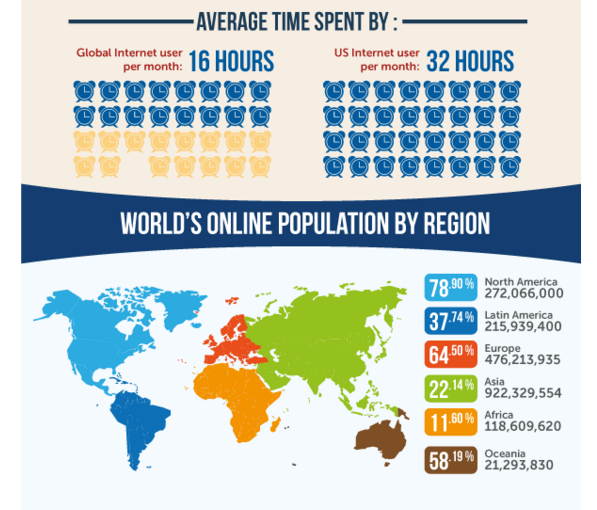 AVERAGE TIME SPENT BY :
Global Internet user
per month: 16 HOURS
US Internet user
per month: 32 HOURS
WORLD'S ONLINE POPULATION BY REGION
78.90 % North America
272,066,000
37.74 % Latin America
215,939,400
64.50 % Europe
476,213,935
22.14 % Asia
922,329,554
11.60 % Africa
118,609,620
58.19 % Oceania
21,293,830